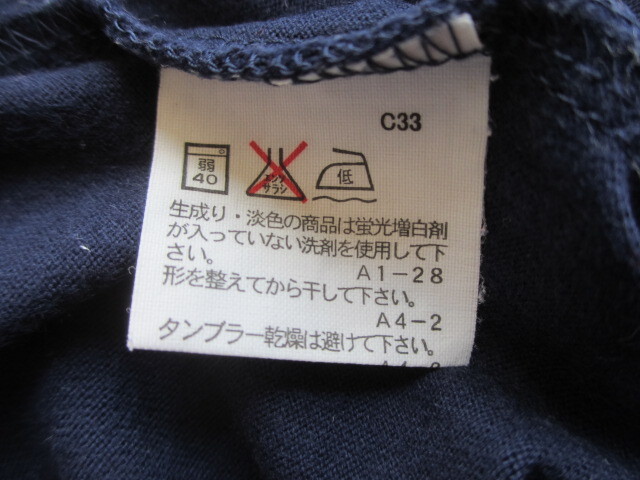 C33
弱 40 エンソ サラシ 低
生成り・淡色の商品は蛍光増白剤
が入っていない洗剤を使用して下
さい。
A1-28
形を整えてから干して下さい。
A4-2
タンブラー乾燥は避けて下さい。